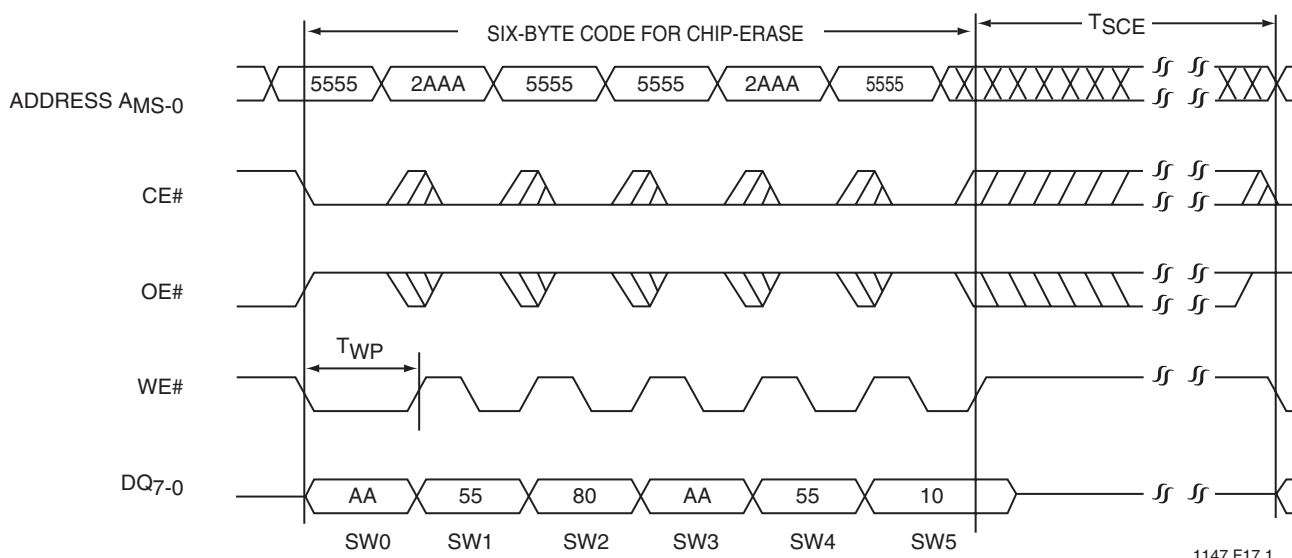 SIX-BYTE CODE FOR CHIP-ERASE TSCE
ADDRESS AMS-0 5555 2AAA 5555 5555 2AAA 5555
CE#
OE#
TWP
WE#
DQ7-0 AA 55 80 AA 55 10
SW0 SW1 SW2 SW3 SW4 SW5
1147 F17.1